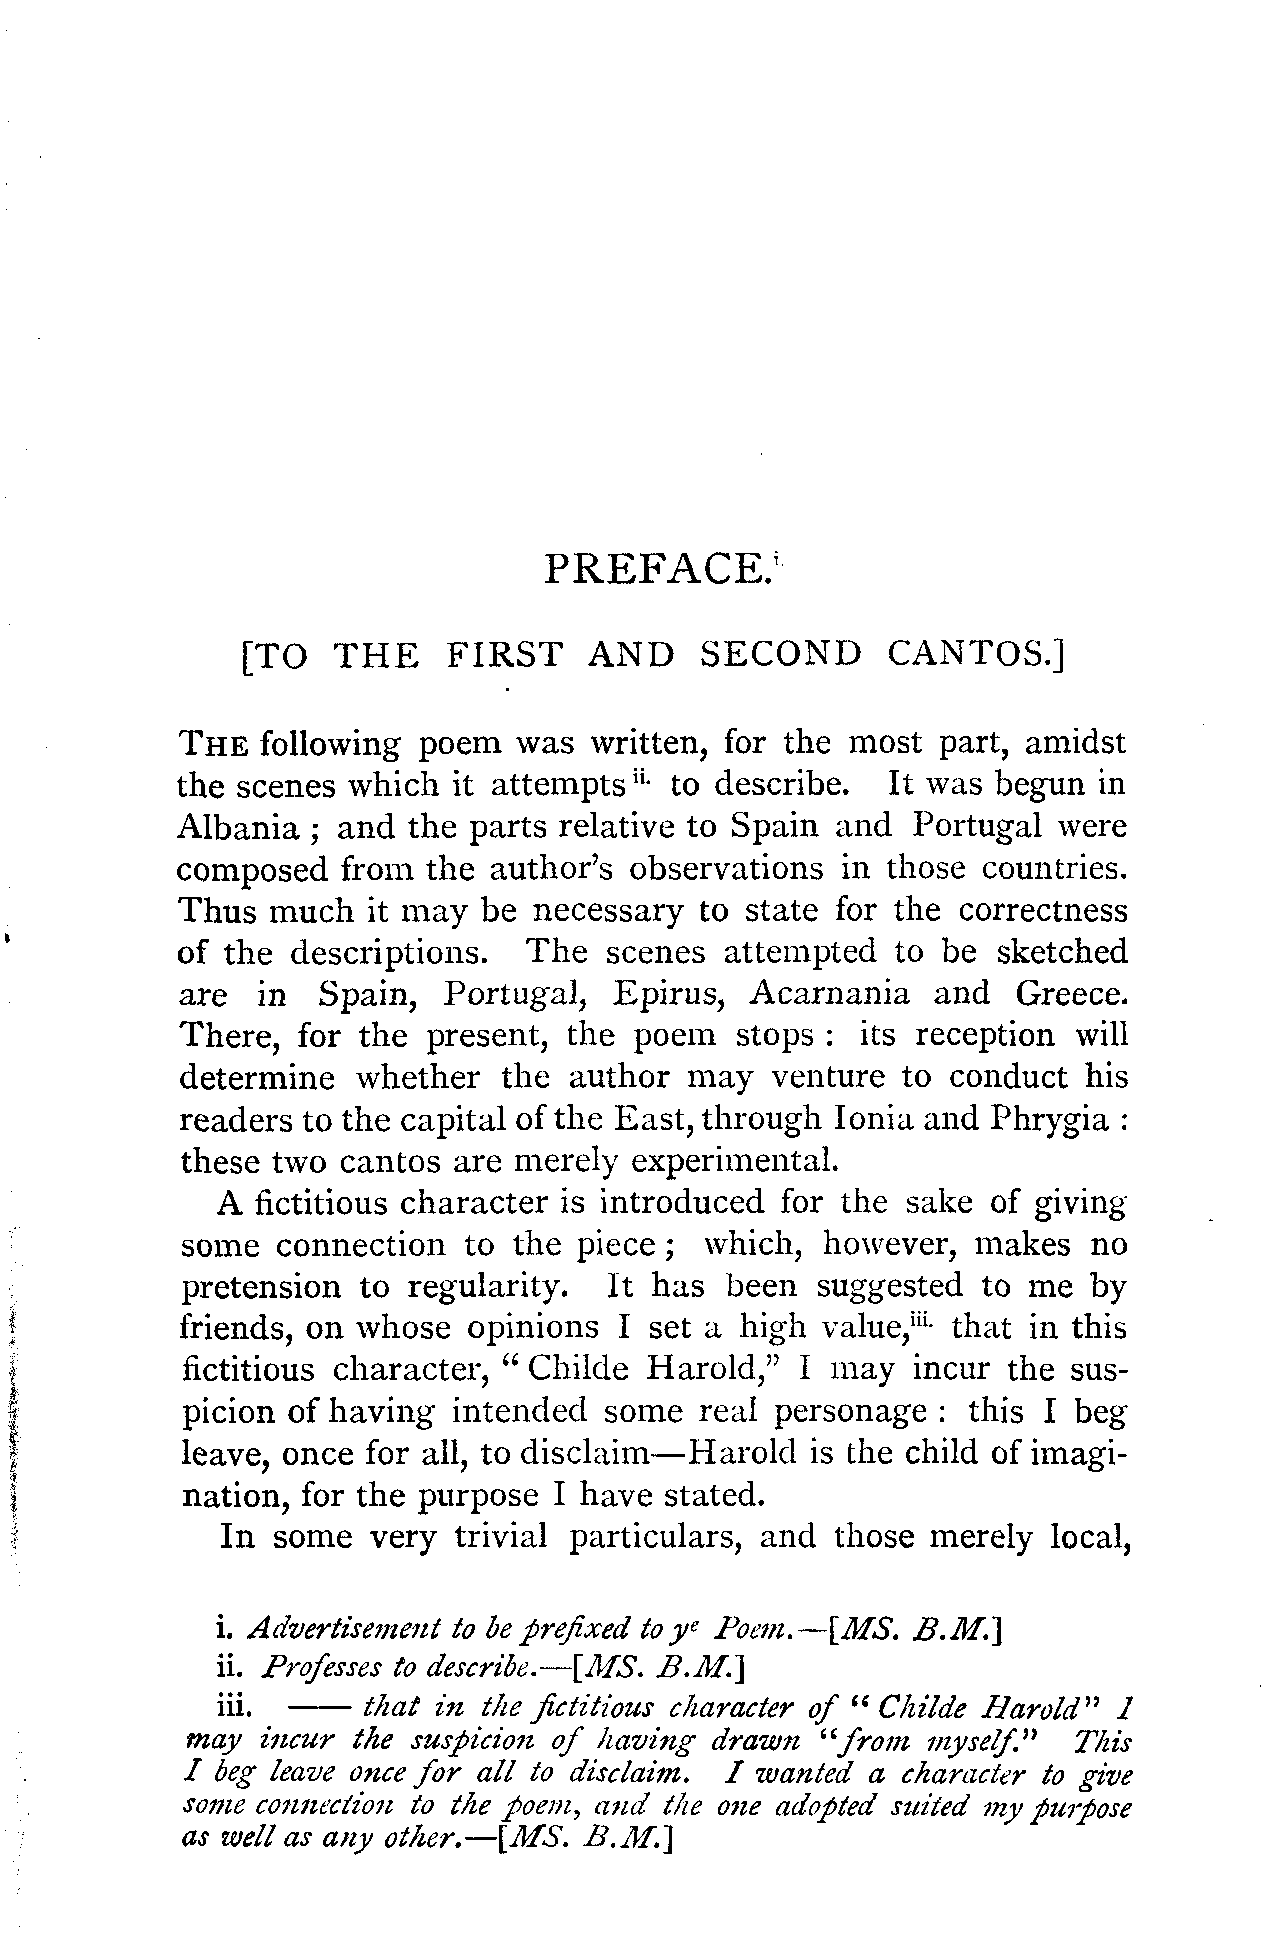 PREFACE.i.
[TO THE FIRST AND SECOND CANTOS.]
THE following poem was written, for the most part, amidst
the scenes which it attempts ii. to describe. It was begun in
Albania ; and the parts relative to Spain and Portugal were
composed from the author's observations in those countries.
Thus much it may be necessary to state for the correctness
of the descriptions. The scenes attempted to be sketched
are in Spain, Portugal, Epirus, Acarnania and Greece.
There, for the present, the poem stops : its reception will
determine whether the author may venture to conduct his
readers to the capital of the East, through Ionia and Phrygia :
these two cantos are merely experimental.
A fictitious character is introduced for the sake of giving
some connection to the piece ; which, however, makes no
pretension to regularity. It has been suggested to me by
friends, on whose opinions I set a high value,iii. that in this
fictitious character, “ Childe Harold,” I may incur the sus-
picion of having intended some real personage : this I beg
leave, once for all, to disclaim—Harold is the child of imagi-
nation, for the purpose I have stated.
In some very trivial particulars, and those merely local,
i. Advertisement to be prefixed to ye Poem.—[MS. B.M.]
ii. Professes to describe.—[MS. B.M.]
iii. —— that in the fictitious character of “ Childe Harold” I
may incur the suspicion of having drawn “from myself.” This
I beg leave once for all to disclaim. I wanted a character to give
some connection to the poem, and the one adopted suited my purpose
as well as any other.—[MS. B.M.]